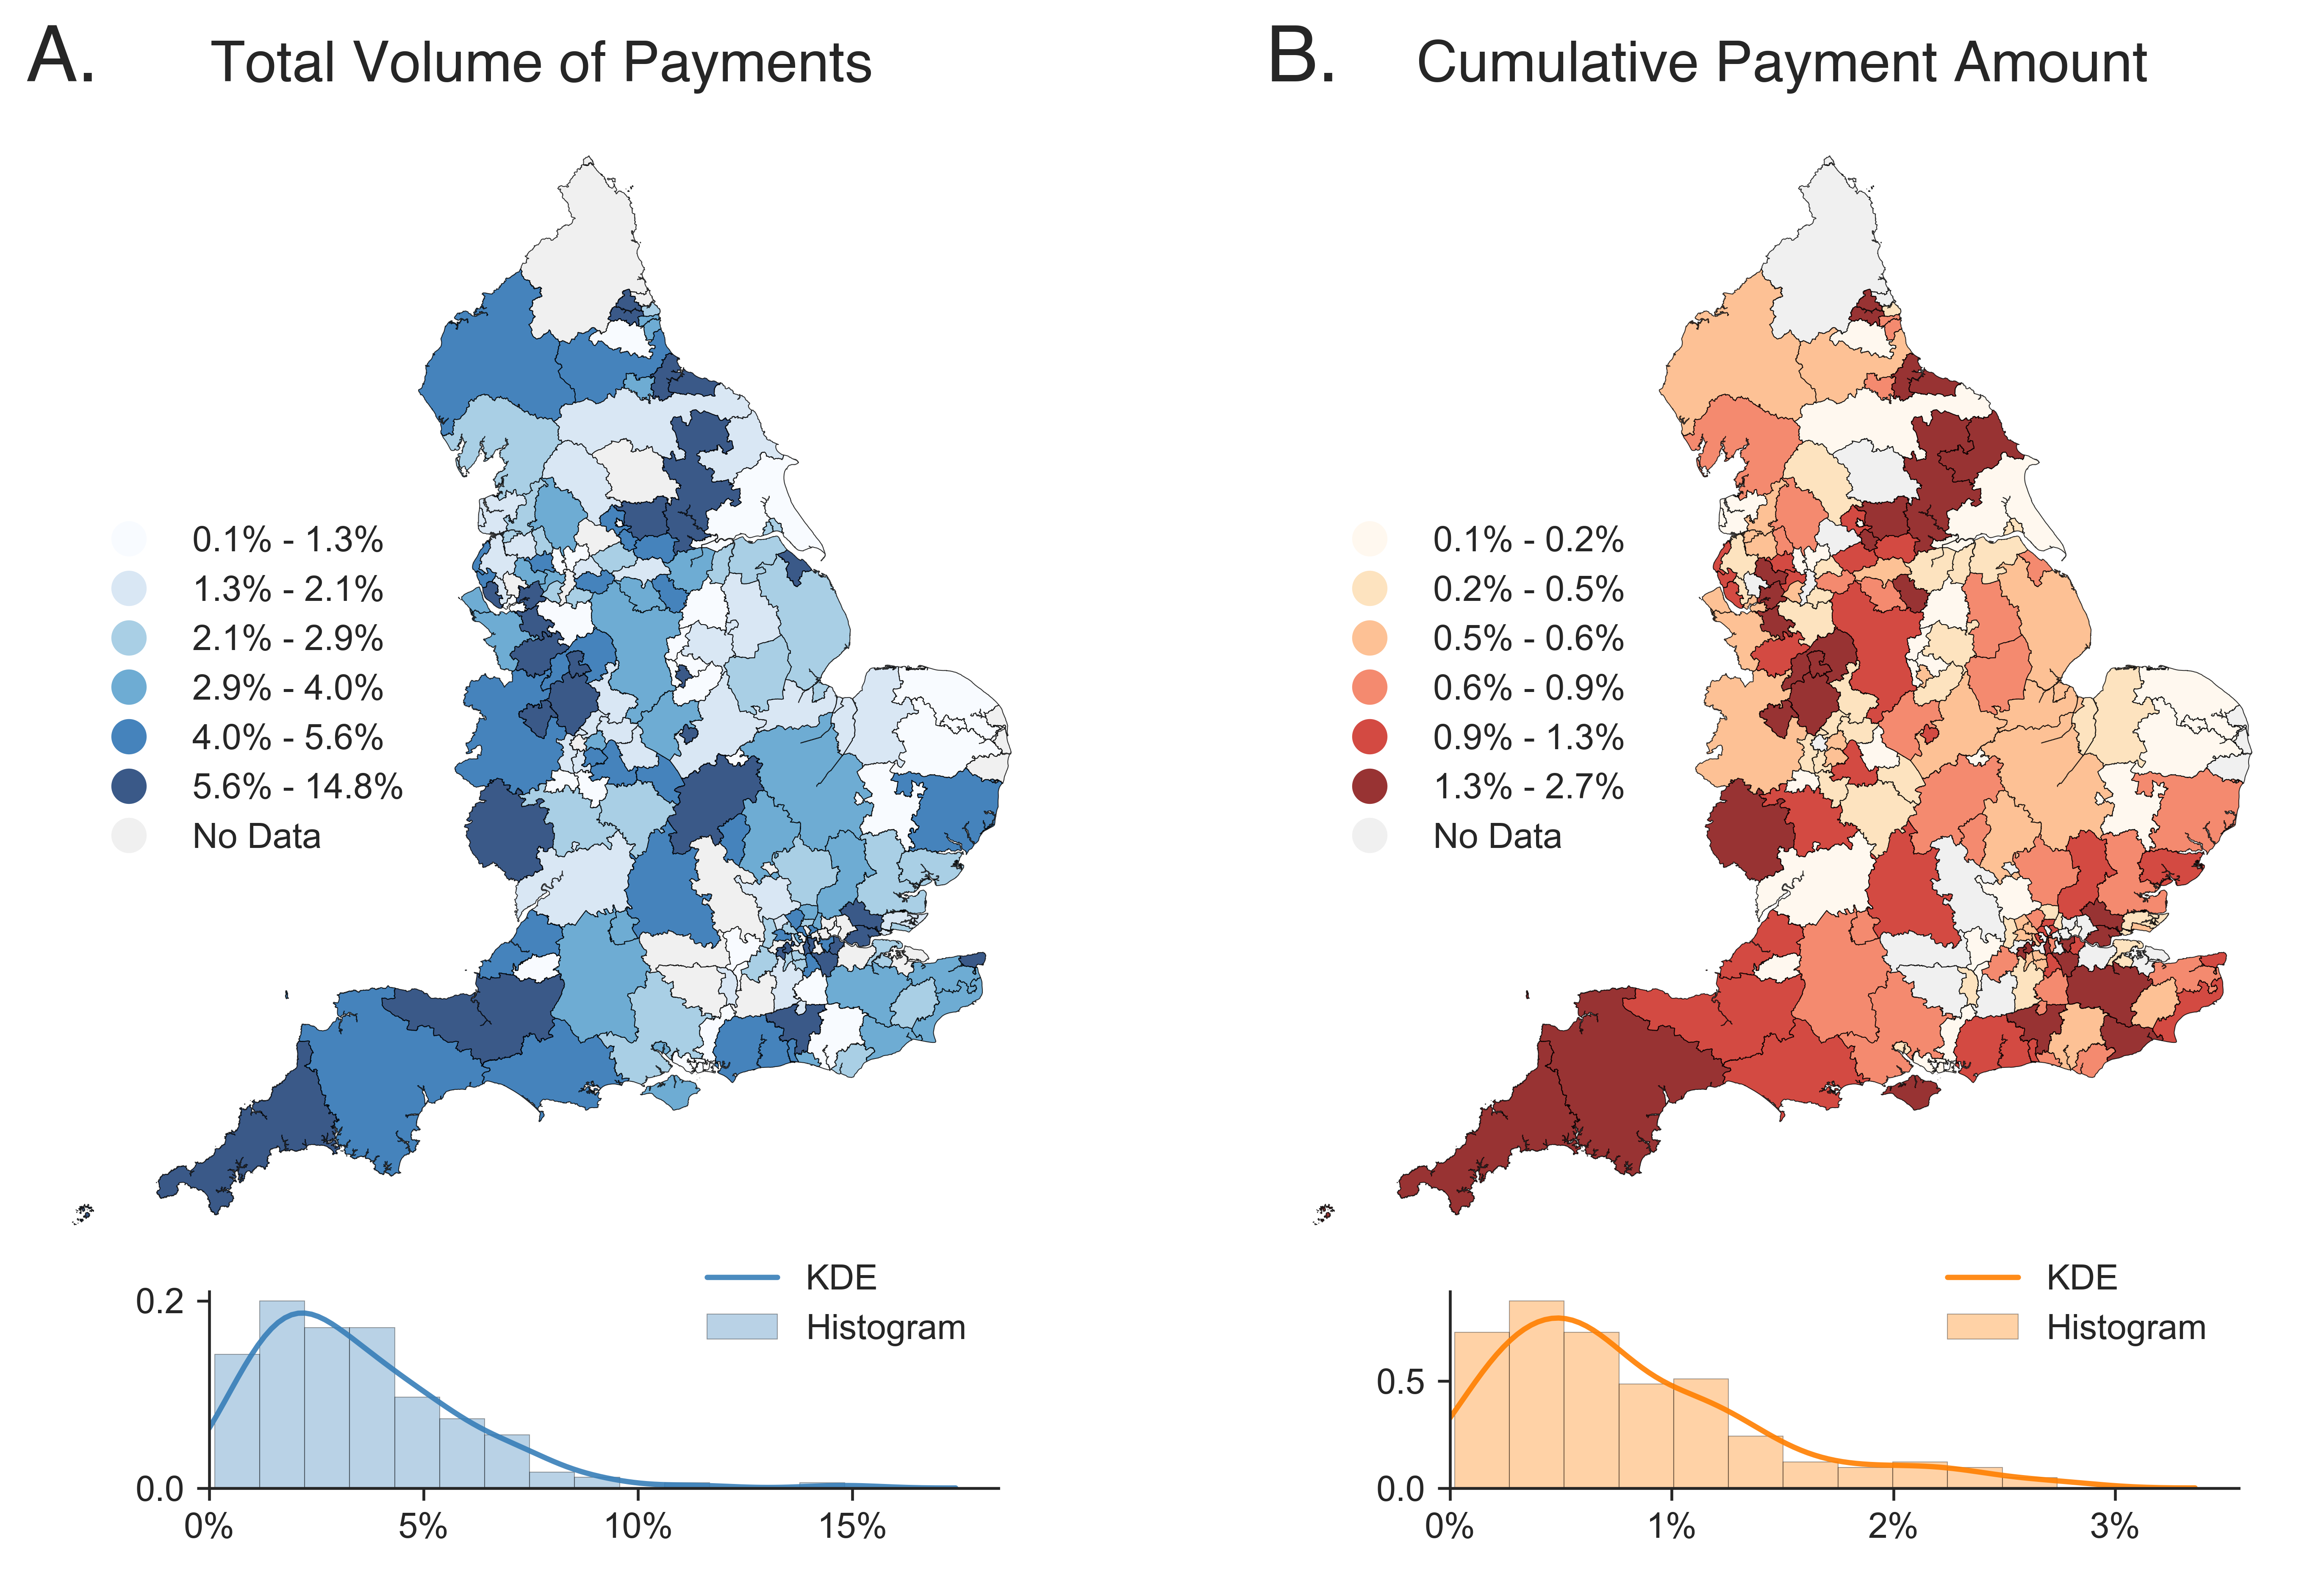 A.
Total Volume of Payments
0.1% - 1.3%
1.3% - 2.1%
2.1% - 2.9%
2.9% - 4.0%
4.0% - 5.6%
5.6% - 14.8%
No Data
KDE
Histogram
0.2
0.0
0%
5%
10%
15%
B.
Cumulative Payment Amount
0.1% - 0.2%
0.2% - 0.5%
0.5% - 0.6%
0.6% - 0.9%
0.9% - 1.3%
1.3% - 2.7%
No Data
KDE
Histogram
0.5
0.0
0%
1%
2%
3%